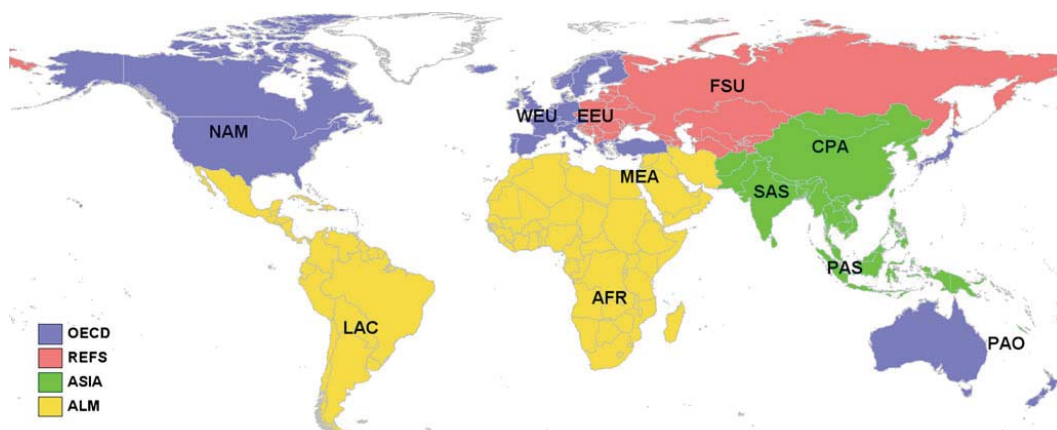 FSU
WEU
EEU
NAM
CPA
MEA
SAS
PAS
AFR
LAC
PAO
OECD
REFS
ASIA
ALM